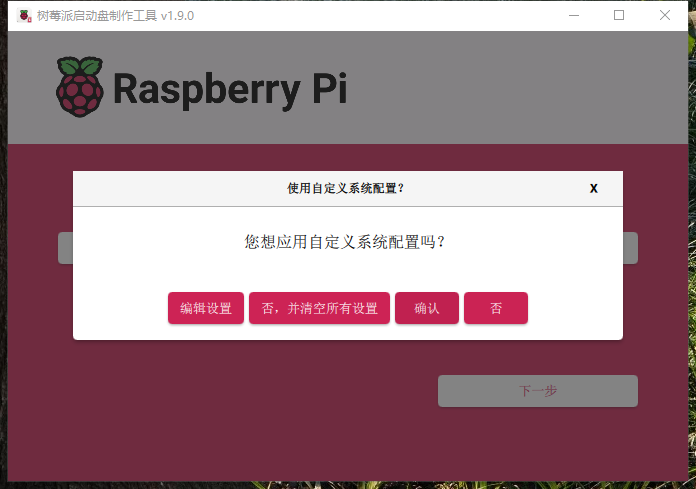 树莓派启动盘制作工具 v1.9.0
Raspberry Pi
使用自定义系统配置？
X
您想应用自定义系统配置吗？
编辑设置
否，并清空所有设置
确认
否
下一步